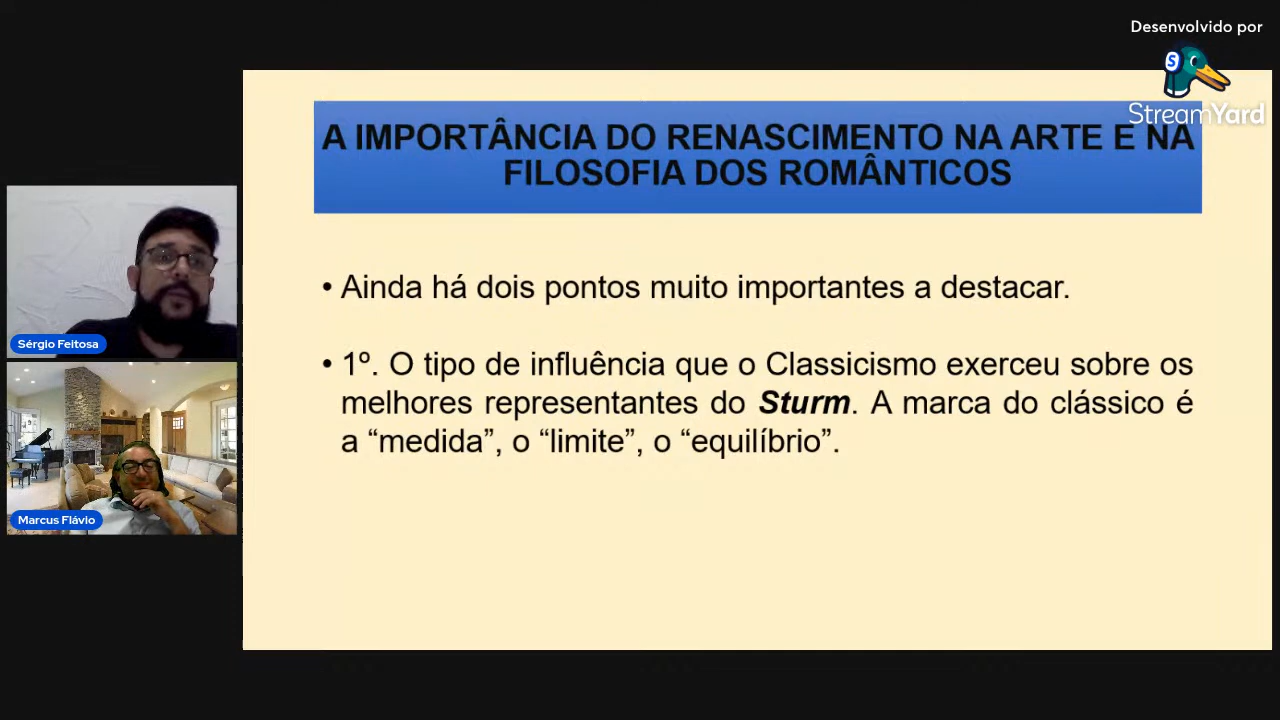 Desenvolvido por
StreamYard
A IMPORTÂNCIA DO RENASCIMENTO NA ARTE E NA
FILOSOFIA DOS ROMÂNTICOS
• Ainda há dois pontos muito importantes a destacar.
• 1º. O tipo de influência que o Classicismo exerceu sobre os
melhores representantes do Sturm. A marca do clássico é
a “medida”, o “limite”, o “equilíbrio”.
Sérgio Feitosa
Marcus Flávio